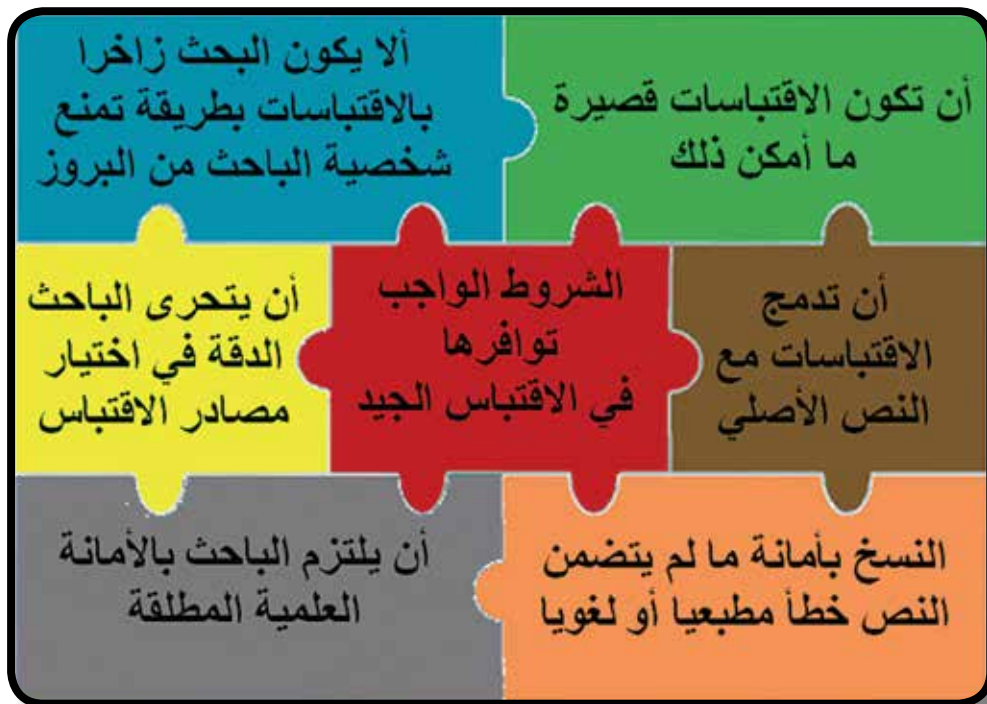 أن تكون الاقتباسات قصيرة
ما أمكن ذلك
ألا يكون البحث زاخرا
بالاقتباسات بطريقة تمنع
شخصية الباحث من البروز
أن تدمج
الاقتباسات مع
النص الأصلي
الشروط الواجب
توافرها
في الاقتباس الجيد
أن يتحرى الباحث
الدقة في اختيار
مصادر الاقتباس
النسخ بأمانة ما لم يتضمن
النص خطأ مطبعيا أو لغويا
أن يلتزم الباحث بالأمانة
العلمية المطلقة